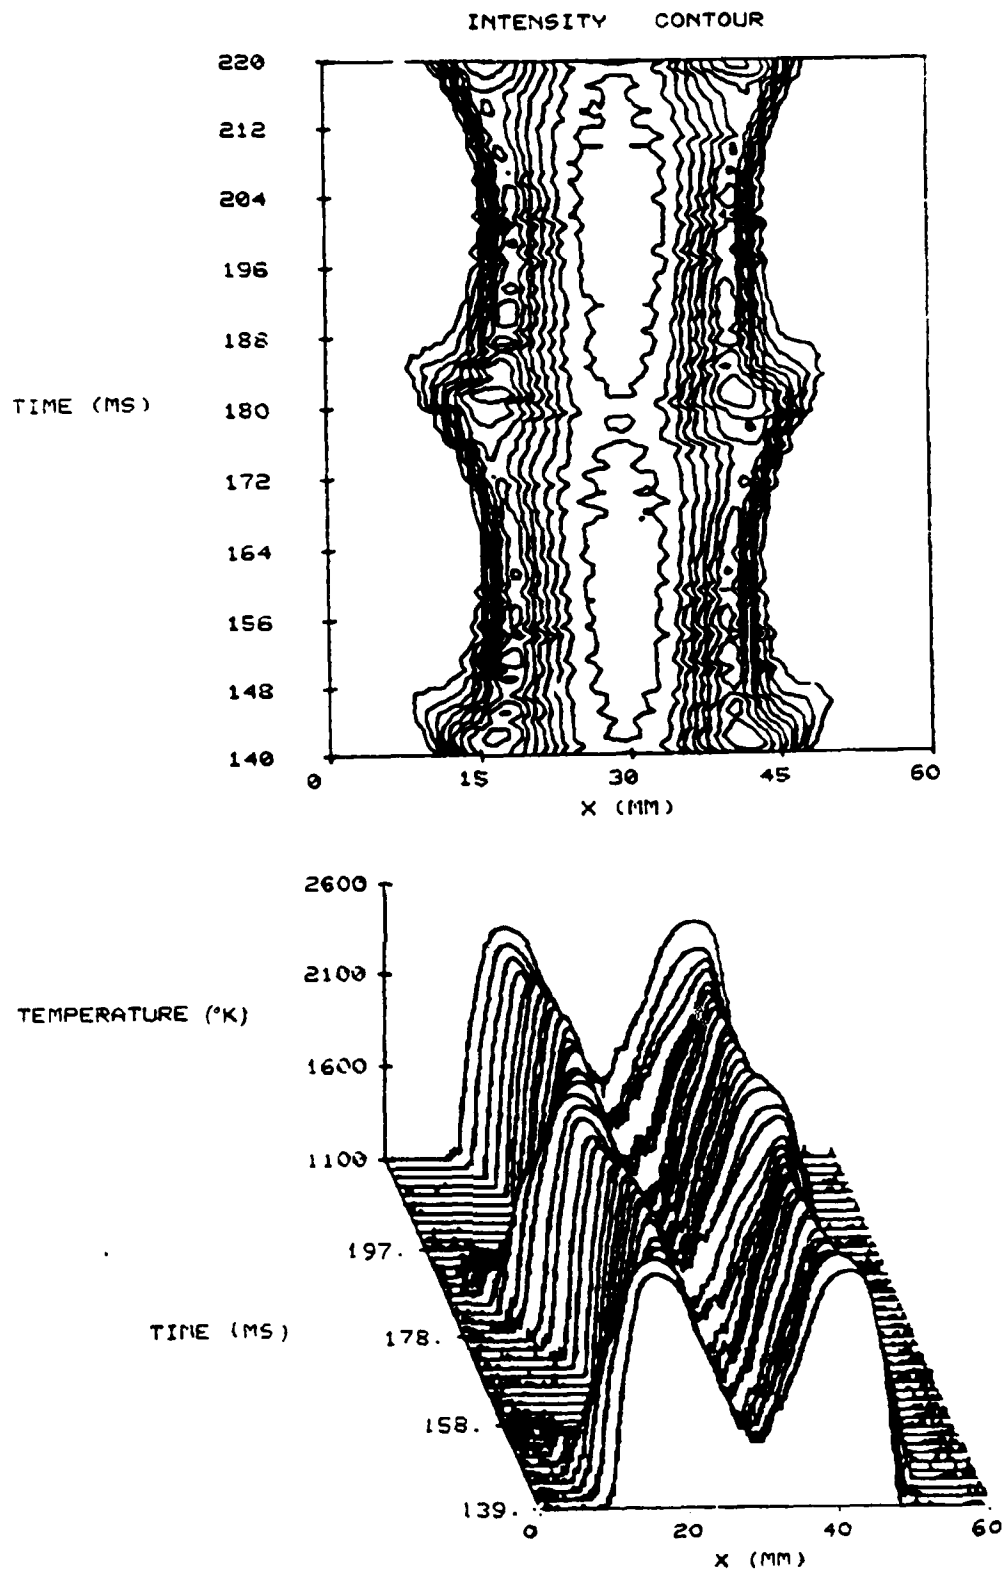 INTENSITY CONTOUR
220
212
204
196
188
TIME (MS)
180
172
164
156
148
140
0 15 30 45 60
X (MM)
2600
2100
TEMPERATURE (°K)
1600
1100
197.
TIME (MS)
178.
158.
139.
0 20 40 60
X (MM)